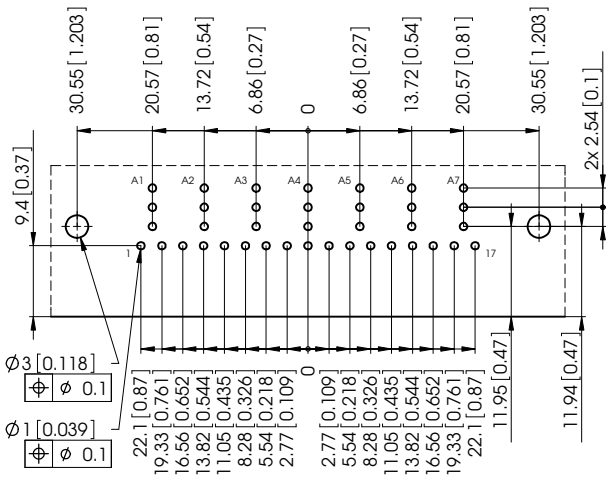 30.55 [1.203]
20.57 [0.81]
13.72 [0.54]
6.86 [0.27]
0
6.86 [0.27]
13.72 [0.54]
20.57 [0.81]
30.55 [1.203]
2x 2.54 [0.1]
9.4 [0.37]
A1
A2
A3
A4
A5
A6
A7
1
17
Ø3 [0.118]
⌖ Ø 0.1
Ø1 [0.039]
⌖ Ø 0.1
22.1 [0.87]
19.33 [0.761]
16.56 [0.652]
13.82 [0.544]
11.05 [0.435]
8.28 [0.326]
5.54 [0.218]
2.77 [0.109]
0
2.77 [0.109]
5.54 [0.218]
8.28 [0.326]
11.05 [0.435]
13.82 [0.544]
16.56 [0.652]
19.33 [0.761]
22.1 [0.87]
11.95 [0.47]
11.94 [0.47]